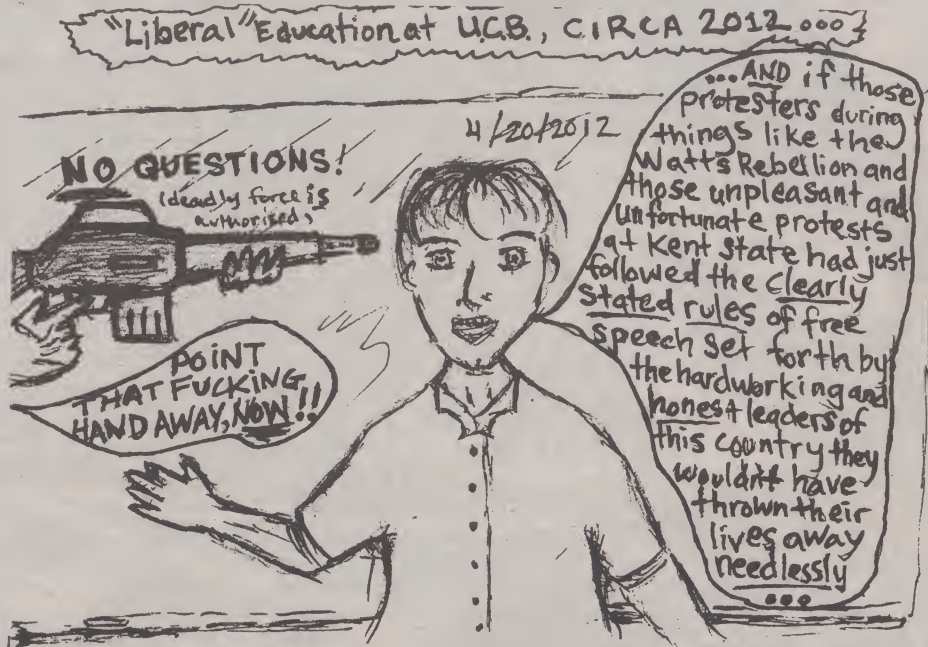 "Liberal" Education at U.C.B., CIRCA 2012...
4/20/2012
NO QUESTIONS!
(deadly force is
authorized)
POINT
THAT FUCKING
HAND AWAY, NOW!!
...AND if those
protesters during
things like the
Watts Rebellion and
those unpleasant and
unfortunate protests
at Kent State had just
followed the clearly
stated rules of free
speech set forth by
the hardworking and
honest leaders of
this country they
wouldn't have
thrown their
lives away
needlessly
...